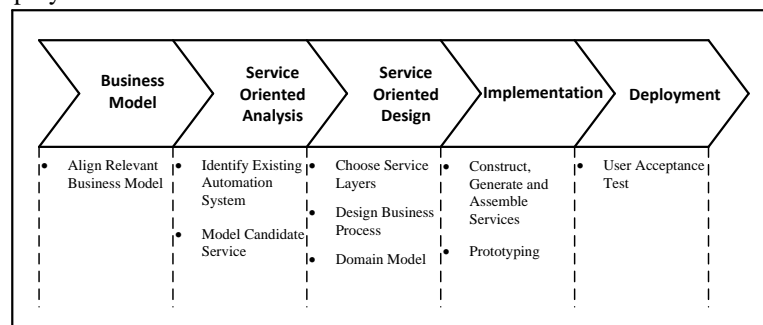 Business
Model
Service
Oriented
Analysis
Service
Oriented
Design
Implementation
Deployment
• Align Relevant
Business Model
• Identify Existing
Automation
System
• Model Candidate
Service
• Choose Service
Layers
• Design Business
Process
• Domain Model
• Construct,
Generate and
Assemble
Services
• Prototyping
• User Acceptance
Test